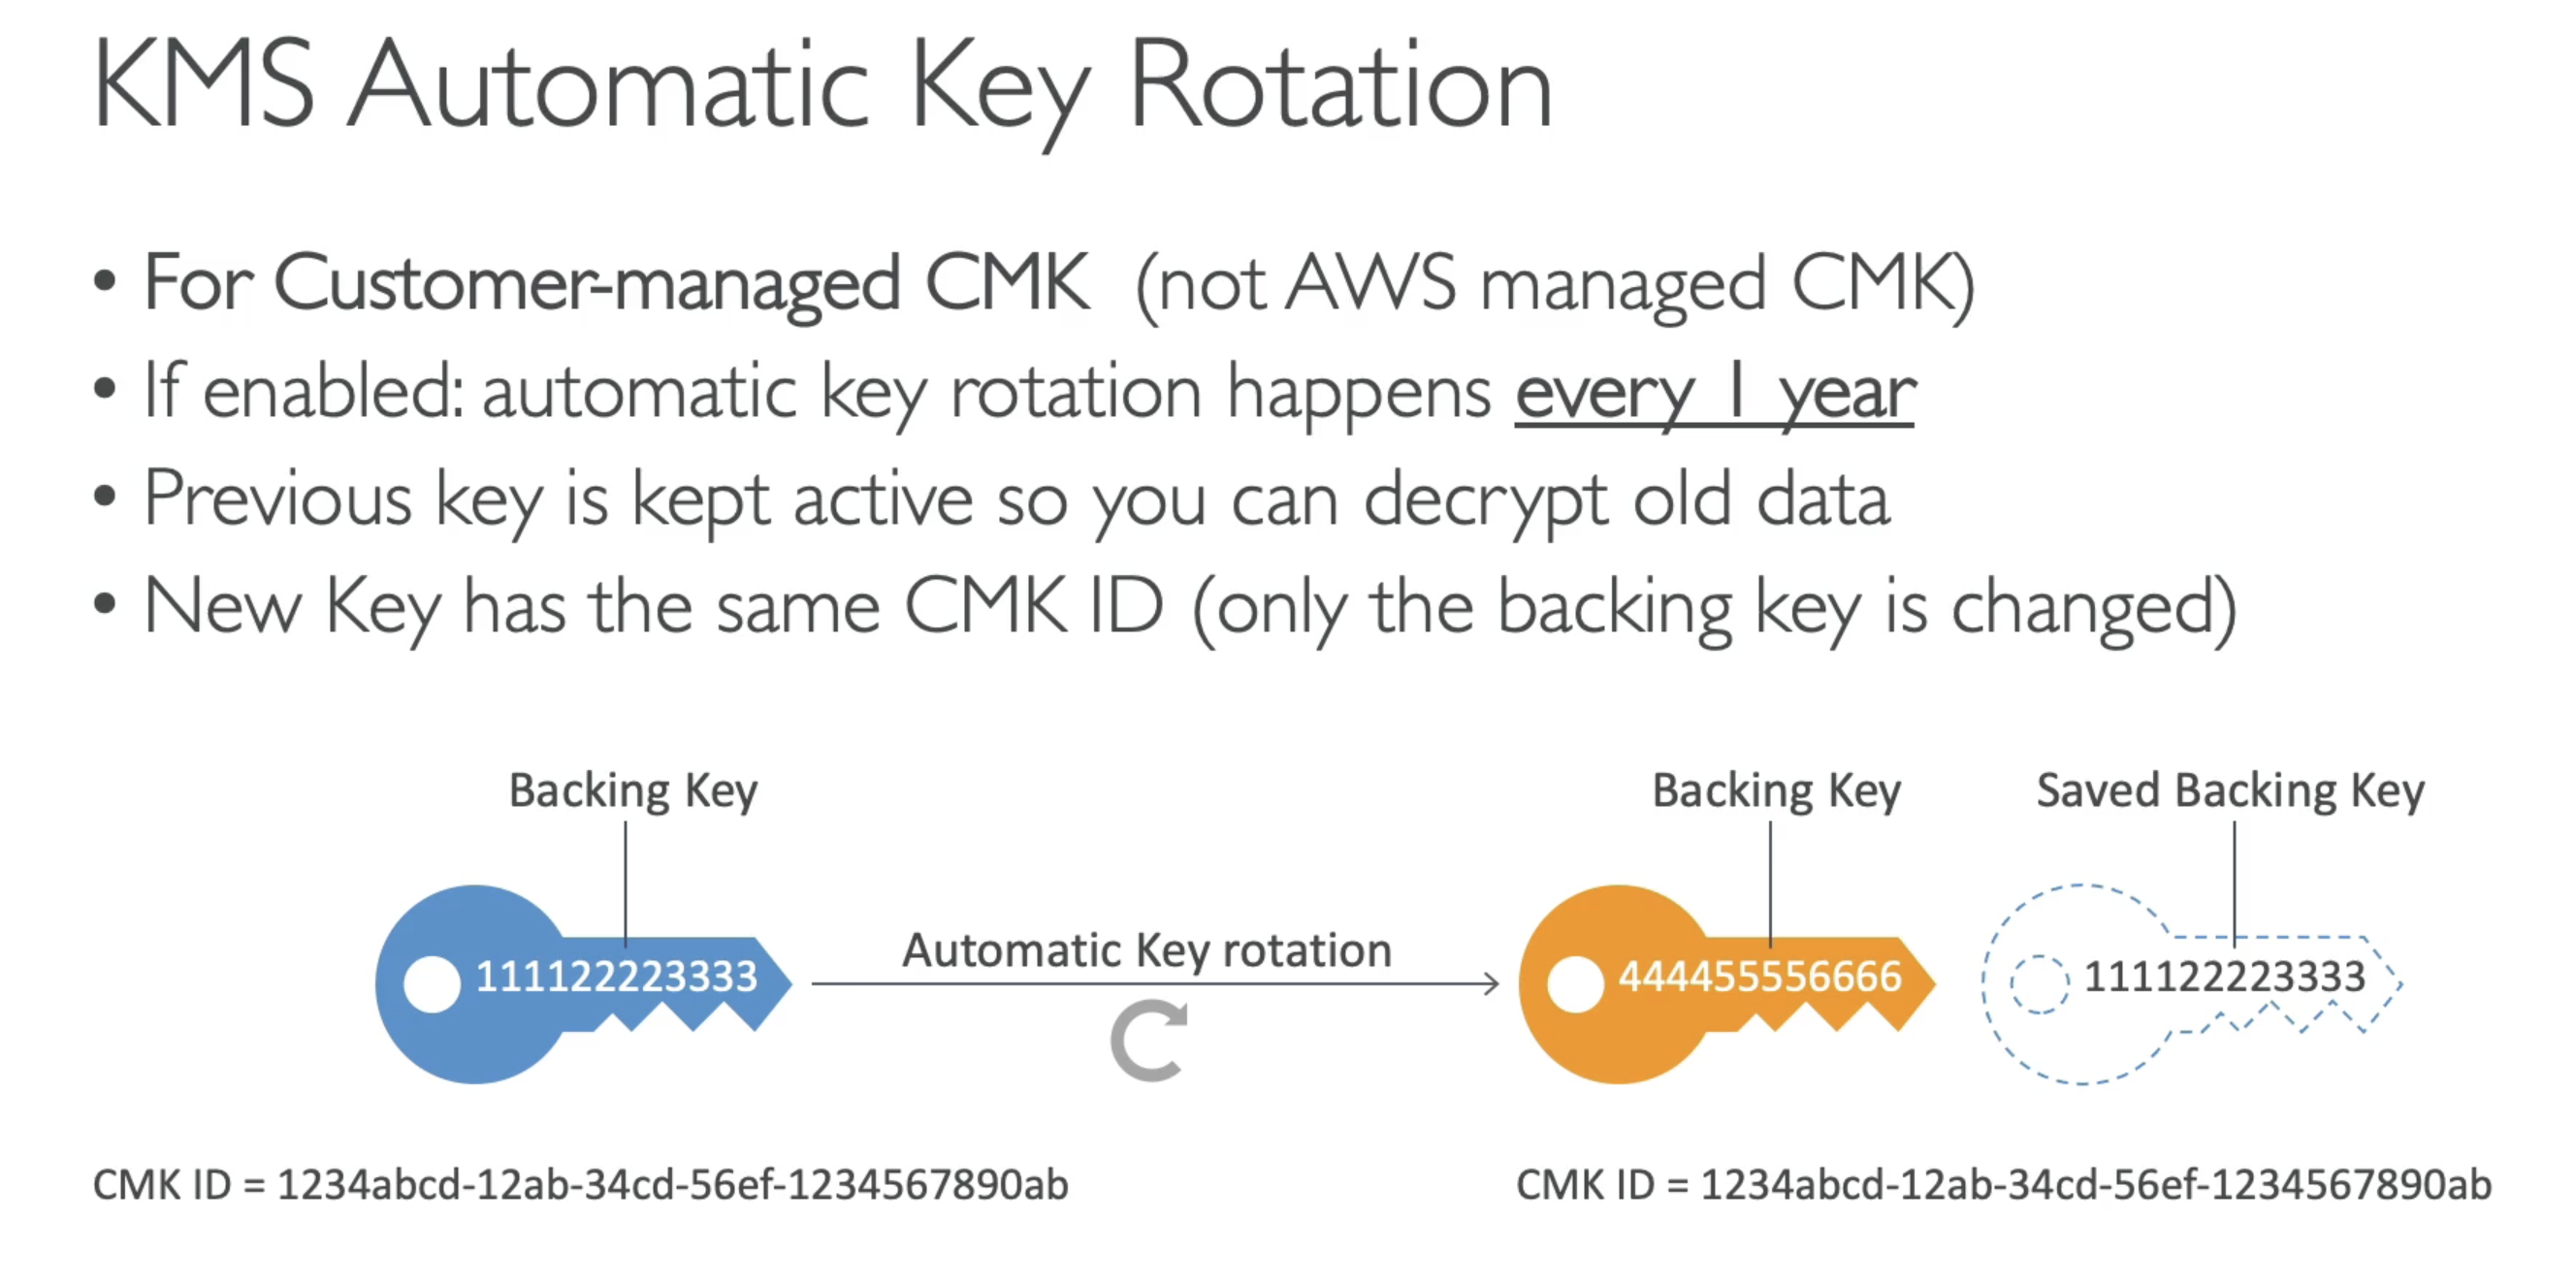 KMS Automatic Key Rotation
• For Customer-managed CMK (not AWS managed CMK)
• If enabled: automatic key rotation happens every 1 year
• Previous key is kept active so you can decrypt old data
• New Key has the same CMK ID (only the backing key is changed)
Backing Key
111122223333
Automatic Key rotation
Backing Key
444455556666
Saved Backing Key
111122223333
CMK ID = 1234abcd-12ab-34cd-56ef-1234567890ab
CMK ID = 1234abcd-12ab-34cd-56ef-1234567890ab